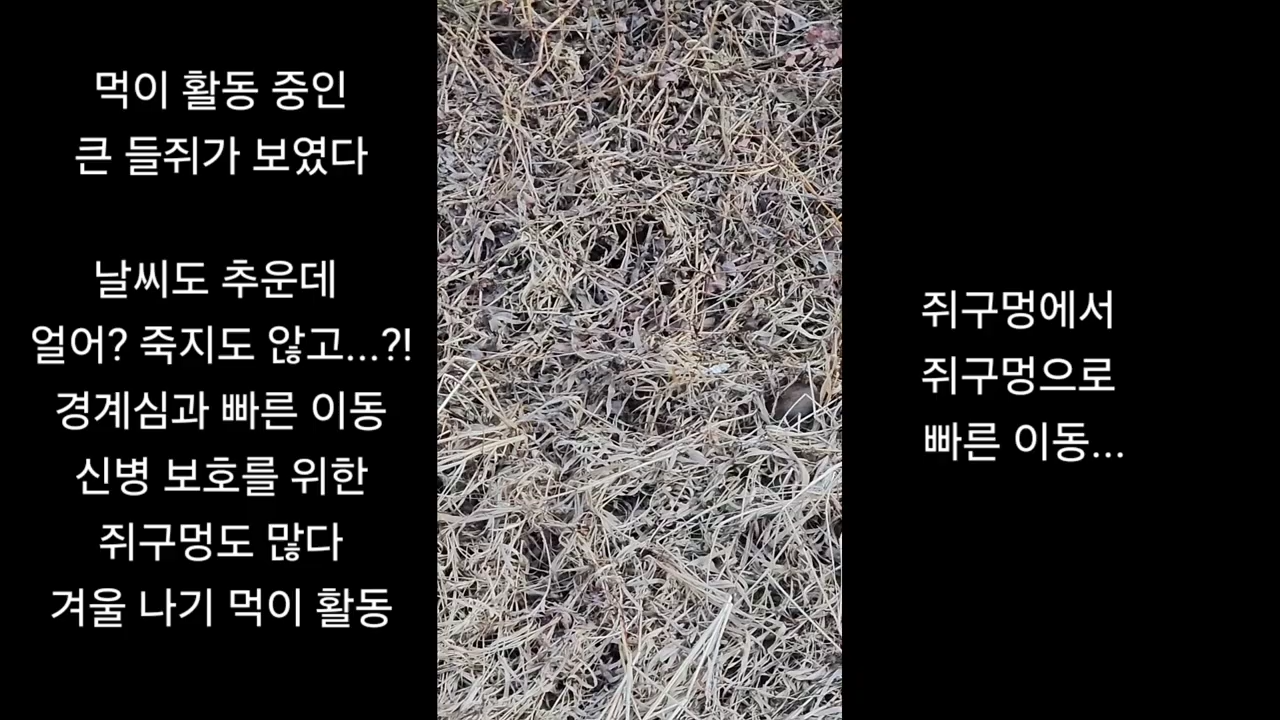 먹이 활동 중인
큰 들쥐가 보였다
날씨도 추운데
얼어? 죽지도 않고...?!
경계심과 빠른 이동
신병 보호를 위한
쥐구멍도 많다
겨울 나기 먹이 활동
쥐구멍에서
쥐구멍으로
빠른 이동...